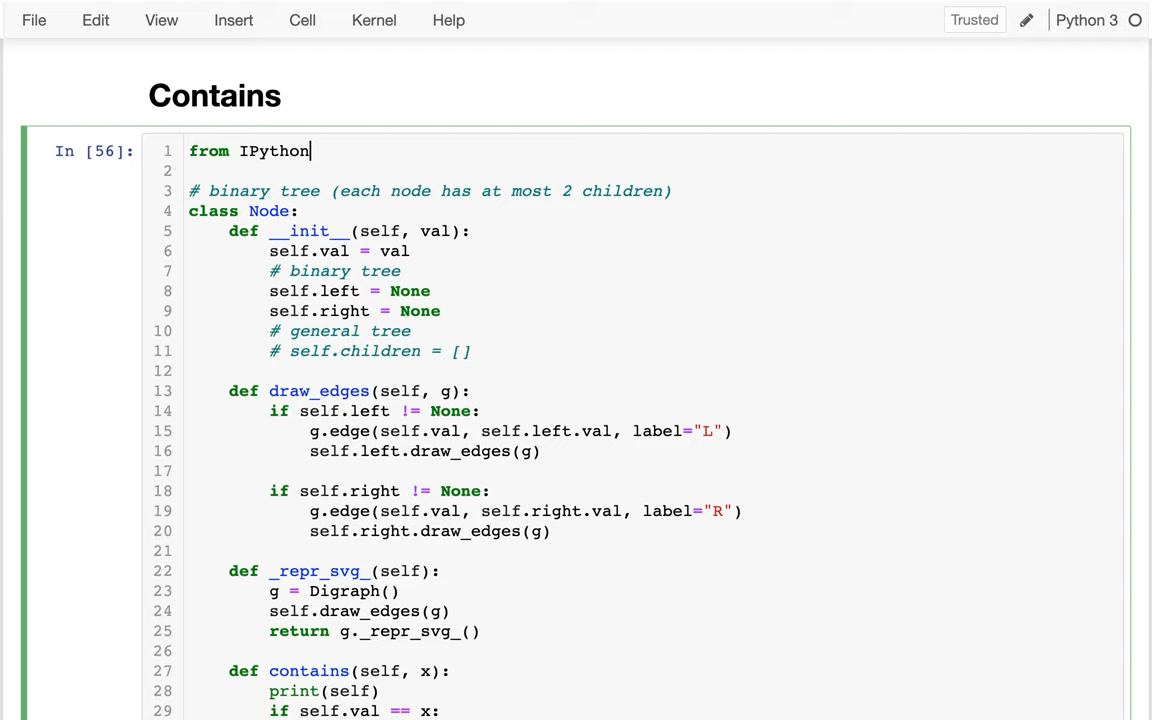 File Edit View Insert Cell Kernel Help Trusted Python 3
Contains
In [56]:
1 from IPython
2
3 # binary tree (each node has at most 2 children)
4 class Node:
5     def __init__(self, val):
6         self.val = val
7         # binary tree
8         self.left = None
9         self.right = None
10         # general tree
11         # self.children = []
12
13     def draw_edges(self, g):
14         if self.left != None:
15             g.edge(self.val, self.left.val, label="L")
16             self.left.draw_edges(g)
17
18         if self.right != None:
19             g.edge(self.val, self.right.val, label="R")
20             self.right.draw_edges(g)
21
22     def _repr_svg_(self):
23         g = Digraph()
24         self.draw_edges(g)
25         return g._repr_svg_()
26
27     def contains(self, x):
28         print(self)
29         if self.val == x: